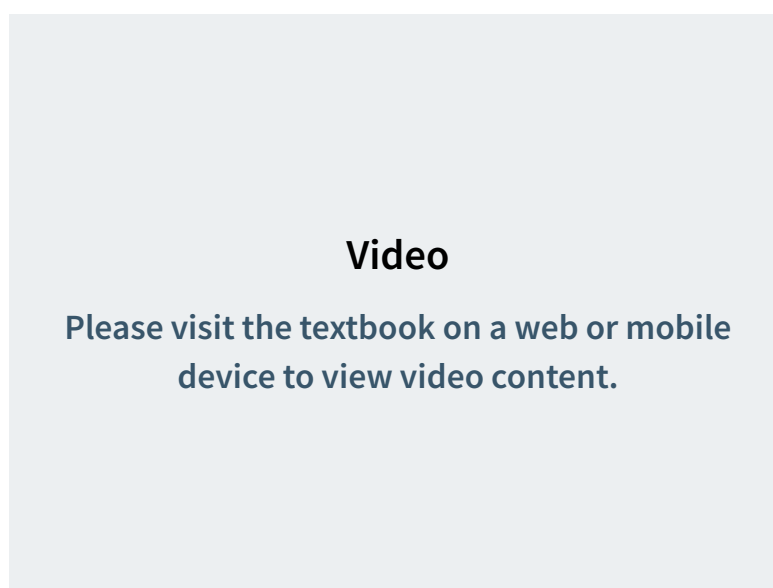 Video
Please visit the textbook on a web or mobile
device to view video content.